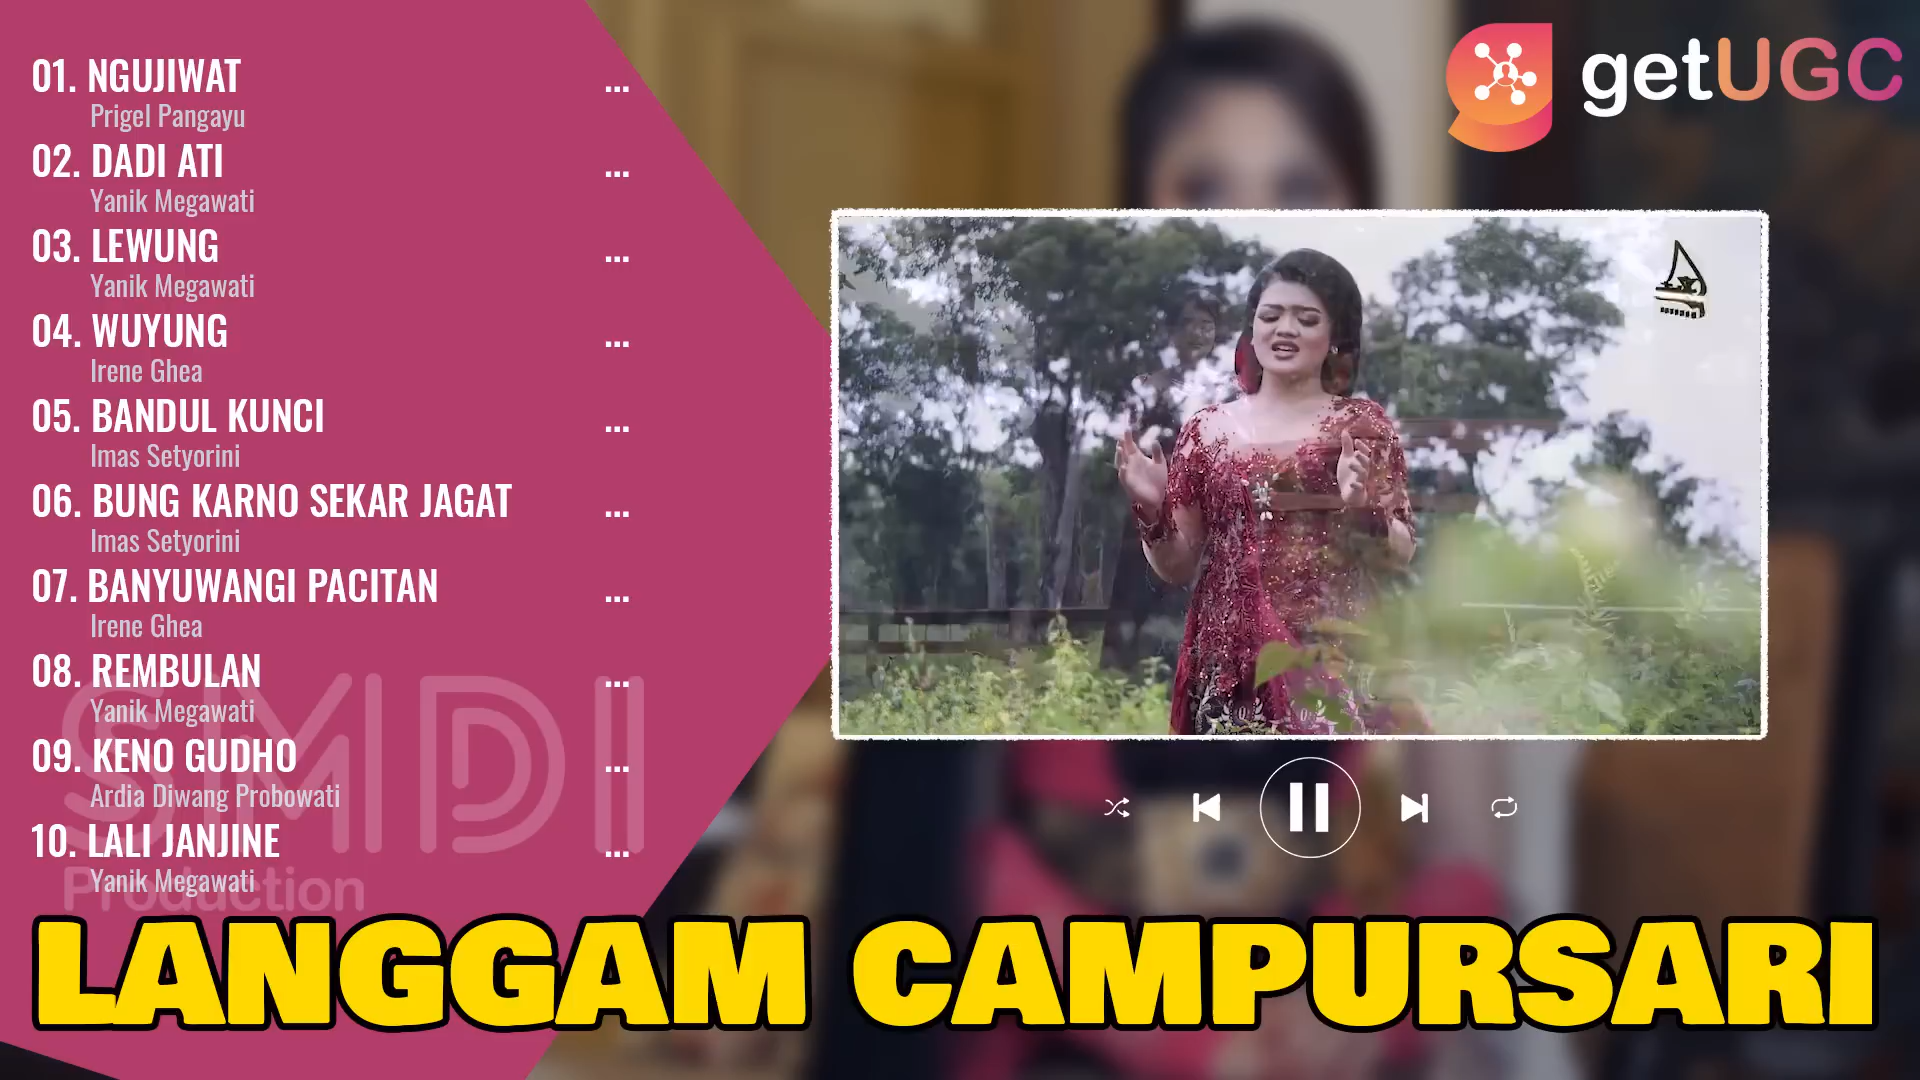 getUGC
01. NGUJIWAT ...
Prigel Pangayu
02. DADI ATI ...
Yanik Megawati
03. LEWUNG ...
Yanik Megawati
04. WUYUNG ...
Irene Ghea
05. BANDUL KUNCI ...
Imas Setyorini
06. BUNG KARNO SEKAR JAGAT ...
Imas Setyorini
07. BANYUWANGI PACITAN ...
Irene Ghea
08. REMBULAN ...
Yanik Megawati
09. KENO GUDHO ...
Ardia Diwang Probowati
10. LALI JANJINE ...
Yanik Megawati
SMDI
Production
LANGGAM CAMPURSARI